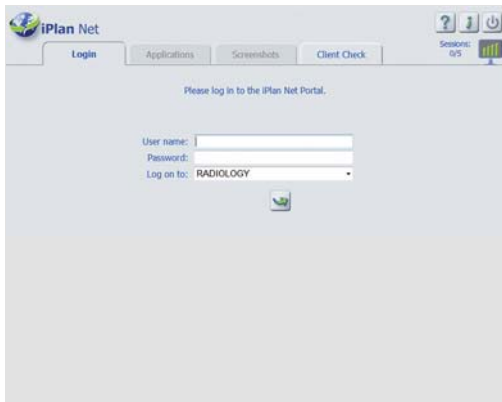 iPlan Net
? i
Login Applications Screenshots Client Check
Sessions:
0/5
Please log in to the iPlan Net Portal.
User name:
Password:
Log on to: RADIOLOGY